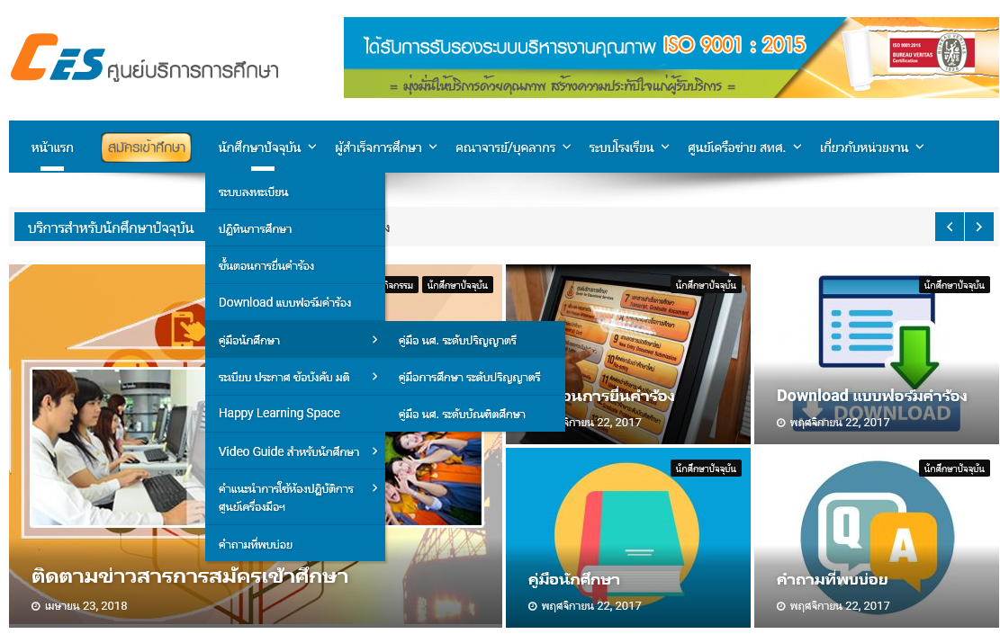 CES ศูนย์บริการการศึกษา
ได้รับการรับรองระบบบริหารงานคุณภาพ ISO 9001 : 2015
= มุ่งมั่นให้บริการด้วยคุณภาพ สร้างความประทับใจแก่ผู้รับบริการ =
ISO 9001:2015
BUREAU VERITAS
Certification
หน้าแรก
สมัครเข้าศึกษา
นักศึกษาปัจจุบัน
ผู้สำเร็จการศึกษา
คณาจารย์/บุคลากร
ระบบโรงเรียน
ศูนย์เครือข่าย สทศ.
เกี่ยวกับหน่วยงาน
บริการสำหรับนักศึกษาปัจจุบัน
ระบบลงทะเบียน
ปฏิทินการศึกษา
ขั้นตอนการยื่นคำร้อง
Download แบบฟอร์มคำร้อง
คู่มือนักศึกษา
ระเบียบ ประกาศ ข้อบังคับ มติ
Happy Learning Space
Video Guide สำหรับนักศึกษา
คำแนะนำการใช้ห้องปฏิบัติการ
ศูนย์เครื่องมือฯ
คำถามที่พบบ่อย
คู่มือ นศ. ระดับปริญญาตรี
คู่มือการศึกษา ระดับปริญญาตรี
คู่มือ นศ. ระดับบัณฑิตศึกษา
นักศึกษาปัจจุบัน
ติดตามข่าวสารการสมัครเข้าศึกษา
เมษายน 23, 2018
นักศึกษาปัจจุบัน
อนการยื่นคำร้อง
จิกายน 22, 2017
นักศึกษาปัจจุบัน
Download แบบฟอร์มคำร้อง
DOWNLOAD
พฤศจิกายน 22, 2017
นักศึกษาปัจจุบัน
คู่มือนักศึกษา
พฤศจิกายน 22, 2017
นักศึกษาปัจจุบัน
Q A
คำถามที่พบบ่อย
พฤศจิกายน 22, 2017